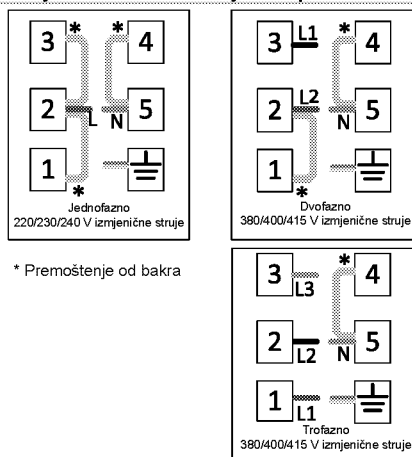 3 * * 4
2 L N 5
1 *
Jednofazno
220/230/240 V izmjenične struje
* Premoštenje od bakra
3 L1 * 4
2 L2 N 5
1 *
Dvofazno
380/400/415 V izmjenične struje
3 L3 * 4
2 L2 N 5
1 L1
Trofazno
380/400/415 V izmjenične struje